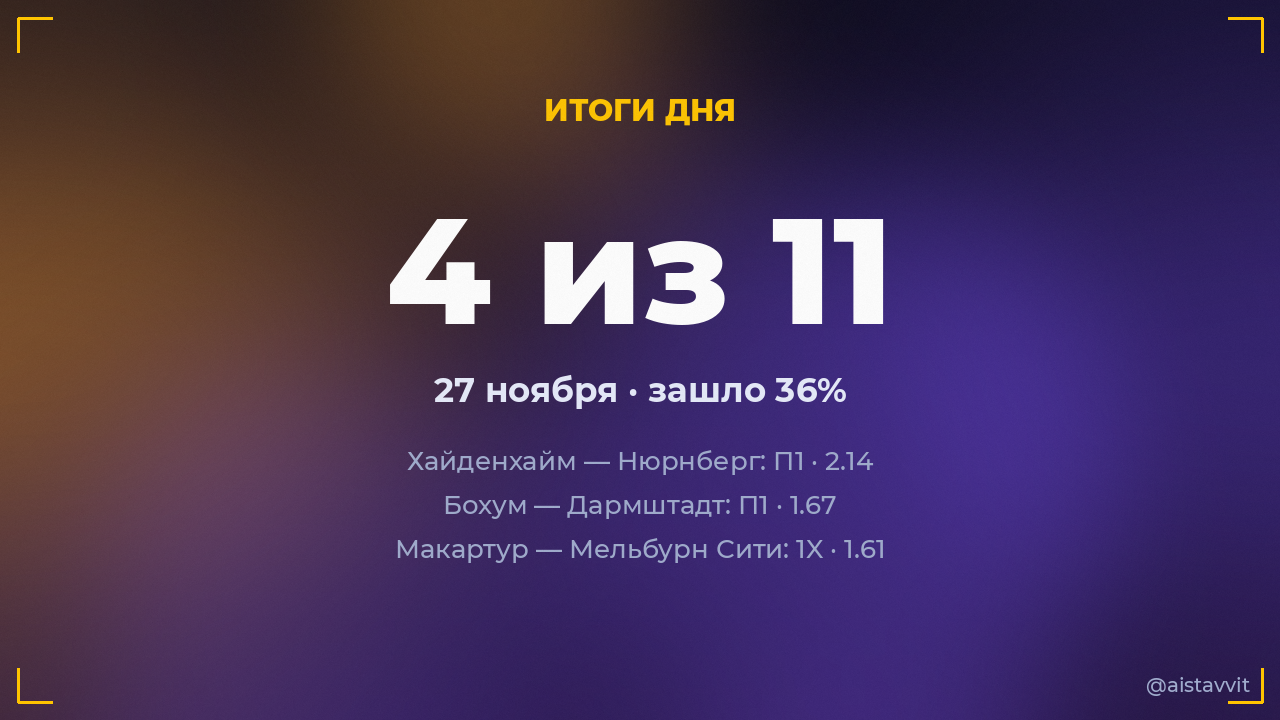 ИТОГИ ДНЯ
4 из 11
27 ноября · зашло 36%
Хайденхайм — Нюрнберг: П1 · 2.14
Бохум — Дармштадт: П1 · 1.67
Макартур — Мельбурн Сити: 1X · 1.61
@aistavvit